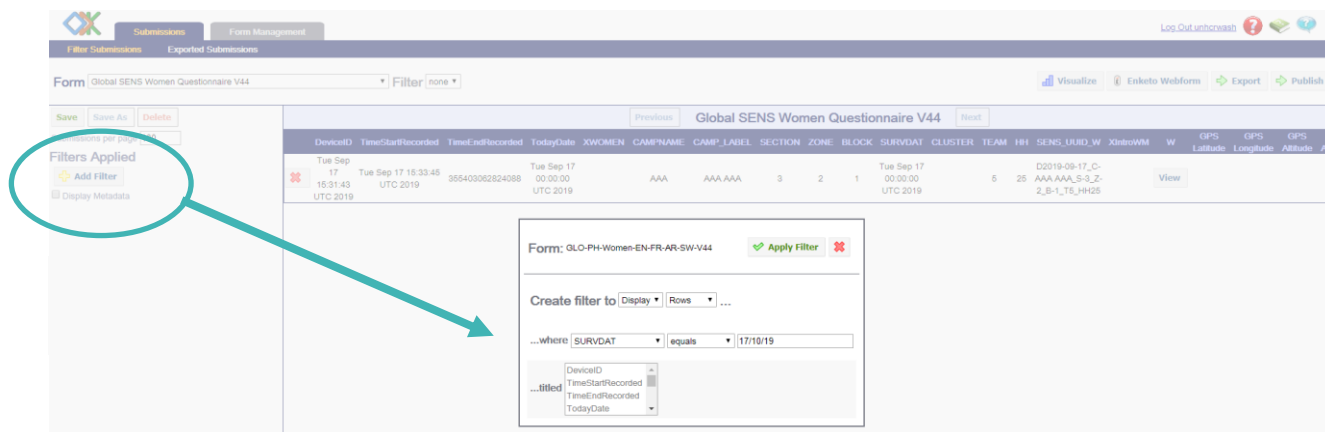 Submissions Form Management Log Out unhcrwash
Filter Submissions Exported Submissions
Form Global SENS Women Questionnaire V44 Filter none Visualize Enketo Webform Export Publish
Save Save As Delete Previous Global SENS Women Questionnaire V44 Next
Submissions per page
Filters Applied
Add Filter
Display Metadata
DeviceID TimeStartRecorded TimeEndRecorded TodayDate XWOMEN CAMPNAME CAMP_LABEL SECTION ZONE BLOCK SURVDAT CLUSTER TEAM HH SENS_UUID_W XIntroWM W GPS Latitude GPS Longitude GPS Altitude
Tue Sep 17 15:31:43 UTC 2019 Tue Sep 17 15:33:45 UTC 2019 355403062824088 Tue Sep 17 00:00:00 UTC 2019 AAA AAA AAA 3 2 1 Tue Sep 17 00:00:00 UTC 2019 5 25 D2019-09-17_C-AAA AAA_S-3_Z-2_B-1_T5_HH25 View
Form: GLO-PH-Women-EN-FR-AR-SW-V44 Apply Filter
Create filter to Display Rows ...
...where SURVDAT equals 17/10/19
...titled
DeviceID
TimeStartRecorded
TimeEndRecorded
TodayDate